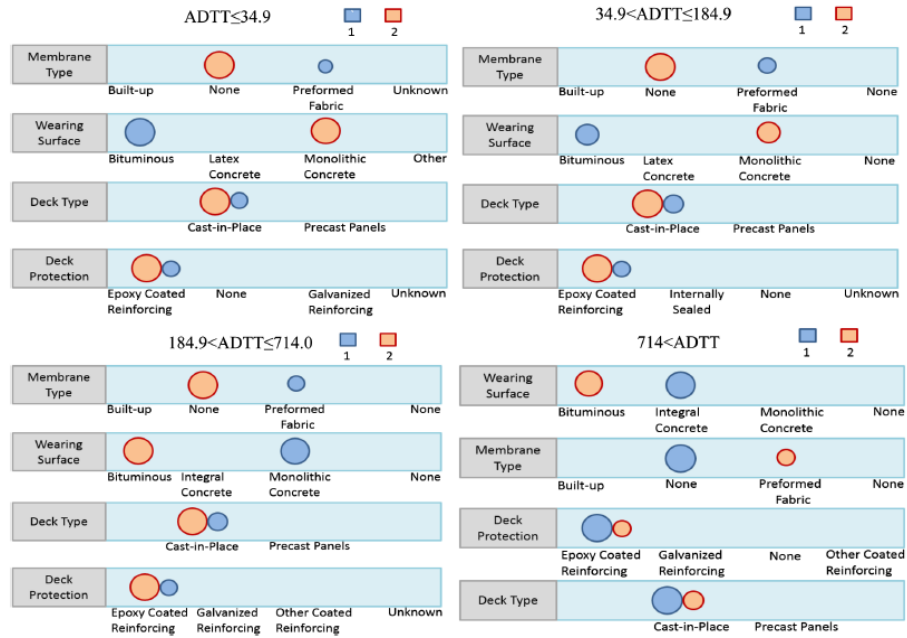 ADTT≤34.9
1
2
Membrane
Type
Built-up
None
Preformed
Fabric
Unknown
Wearing
Surface
Bituminous
Latex
Concrete
Monolithic
Concrete
Other
Deck Type
Cast-in-Place
Precast Panels
Deck
Protection
Epoxy Coated
Reinforcing
None
Galvanized
Reinforcing
Unknown
34.9<ADTT≤184.9
1
2
Membrane
Type
Built-up
None
Preformed
Fabric
None
Wearing
Surface
Bituminous
Latex
Concrete
Monolithic
Concrete
None
Deck Type
Cast-in-Place
Precast Panels
Deck
Protection
Epoxy Coated
Reinforcing
Internally
Sealed
None
Unknown
184.9<ADTT≤714.0
1
2
Membrane
Type
Built-up
None
Preformed
Fabric
None
Wearing
Surface
Bituminous
Integral
Concrete
Monolithic
Concrete
None
Deck Type
Cast-in-Place
Precast Panels
Deck
Protection
Epoxy Coated
Reinforcing
Galvanized
Reinforcing
Other Coated
Reinforcing
Unknown
714<ADTT
1
2
Wearing
Surface
Bituminous
Integral
Concrete
Monolithic
Concrete
None
Membrane
Type
Built-up
None
Preformed
Fabric
None
Deck
Protection
Epoxy Coated
Reinforcing
Galvanized
Reinforcing
None
Other Coated
Reinforcing
Deck Type
Cast-in-Place
Precast Panels